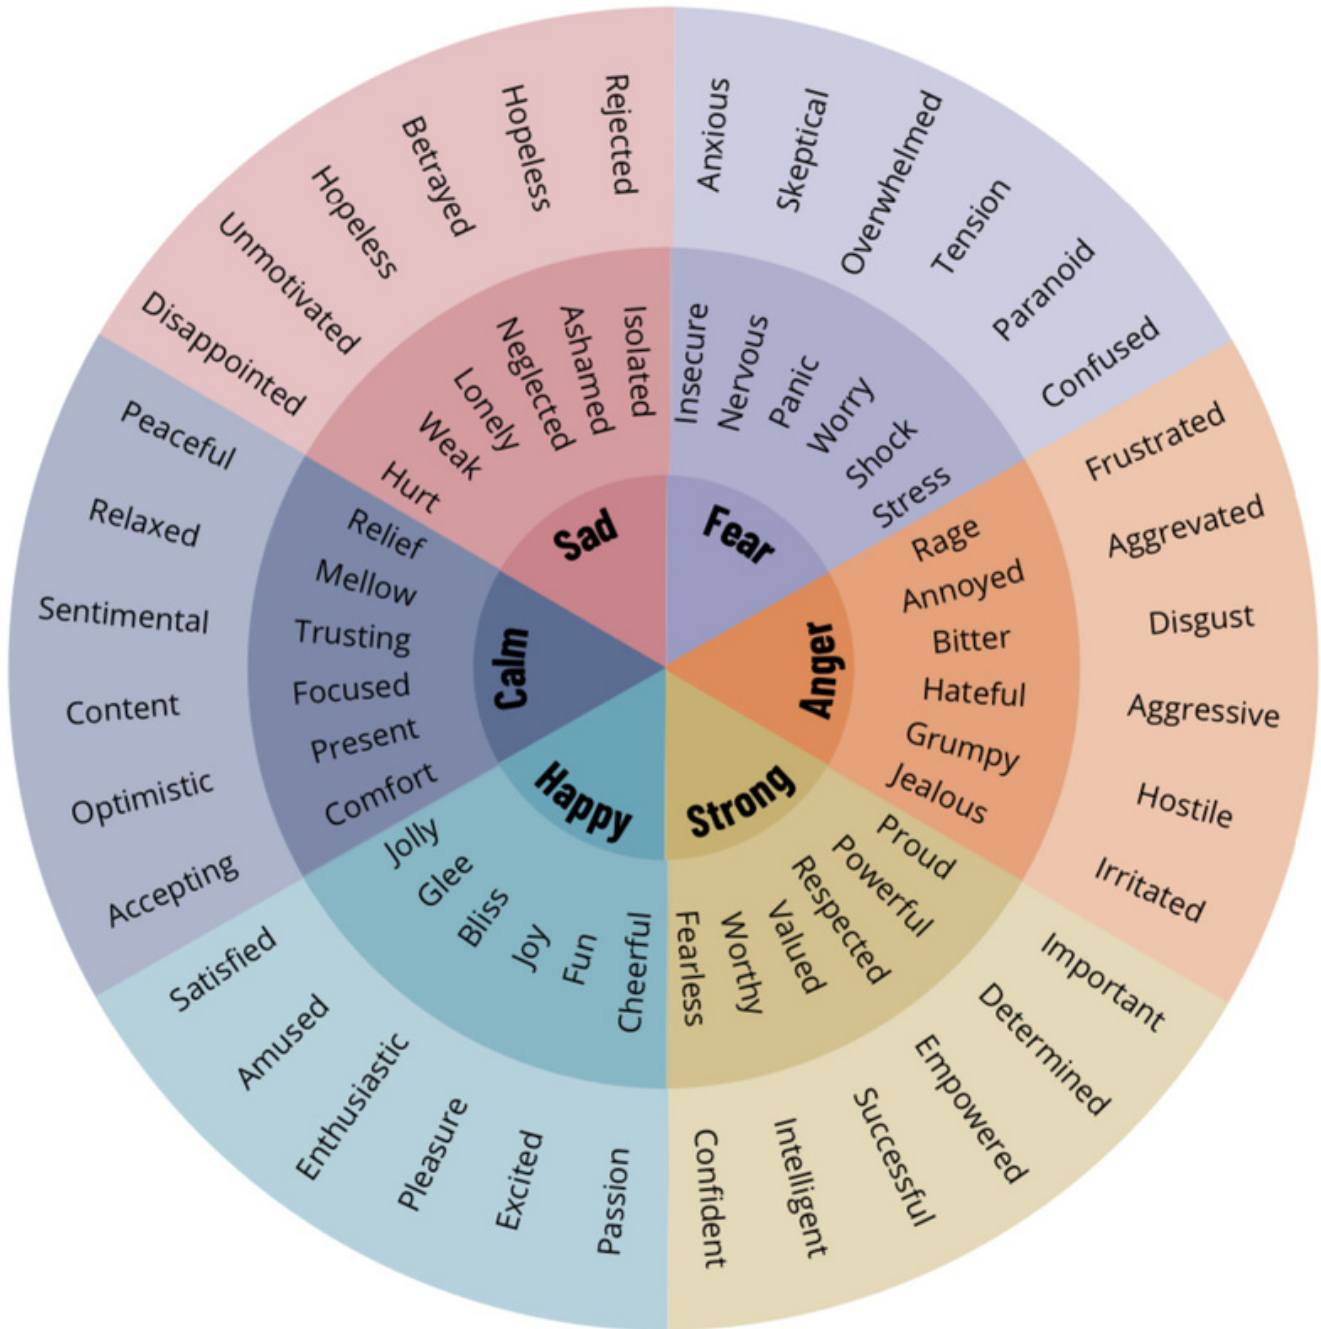 Sad
Fear
Anger
Strong
Happy
Calm
Isolated
Ashamed
Neglected
Lonely
Weak
Hurt
Rejected
Hopeless
Betrayed
Hopeless
Unmotivated
Disappointed
Insecure
Nervous
Panic
Worry
Shock
Stress
Anxious
Skeptical
Overwhelmed
Tension
Paranoid
Confused
Rage
Annoyed
Bitter
Hateful
Grumpy
Jealous
Frustrated
Aggrevated
Disgust
Aggressive
Hostile
Irritated
Proud
Powerful
Respected
Valued
Worthy
Fearless
Important
Determined
Empowered
Successful
Intelligent
Confident
Cheerful
Fun
Joy
Bliss
Glee
Jolly
Passion
Excited
Pleasure
Enthusiastic
Amused
Satisfied
Comfort
Present
Focused
Trusting
Mellow
Relief
Accepting
Optimistic
Content
Sentimental
Relaxed
Peaceful